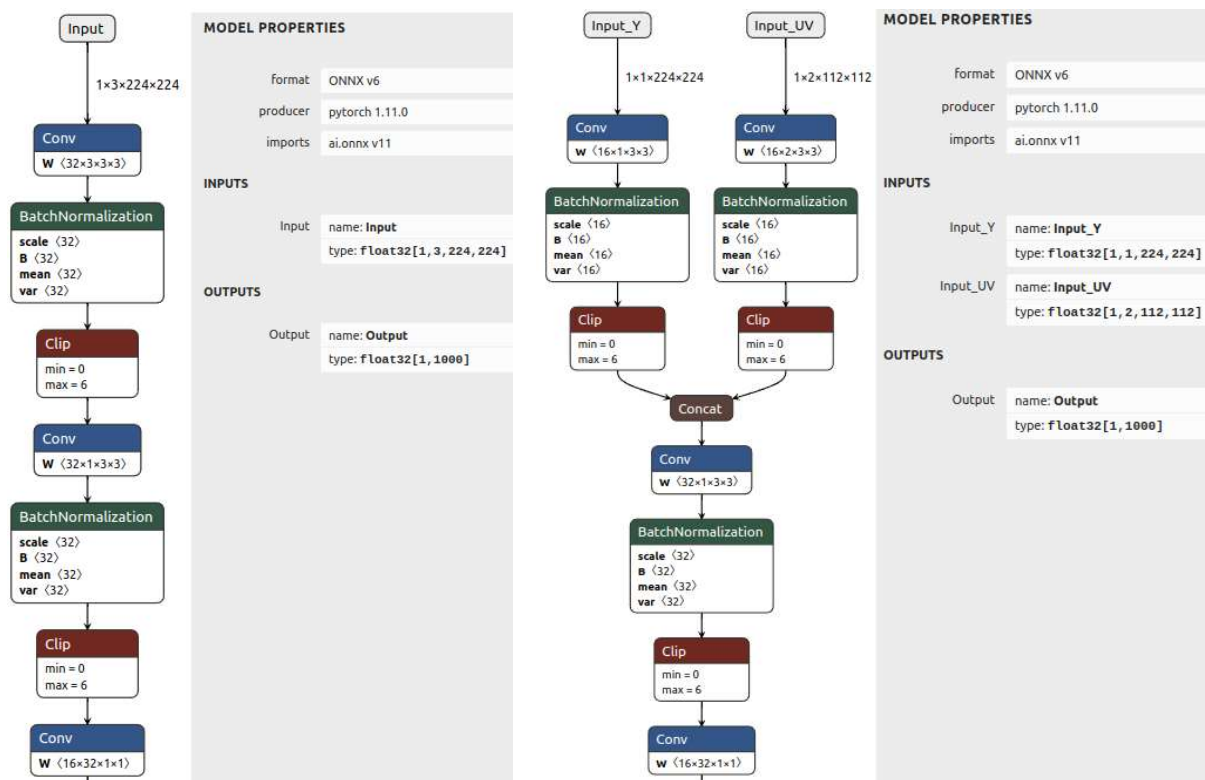 Input
1×3×224×224
Conv
W ⟨32×3×3×3⟩
BatchNormalization
scale ⟨32⟩
B ⟨32⟩
mean ⟨32⟩
var ⟨32⟩
Clip
min = 0
max = 6
Conv
W ⟨32×1×3×3⟩
BatchNormalization
scale ⟨32⟩
B ⟨32⟩
mean ⟨32⟩
var ⟨32⟩
Clip
min = 0
max = 6
Conv
W ⟨16×32×1×1⟩
MODEL PROPERTIES
format ONNX v6
producer pytorch 1.11.0
imports ai.onnx v11
INPUTS
Input name: Input
type: float32[1,3,224,224]
OUTPUTS
Output name: Output
type: float32[1,1000]
Input_Y Input_UV
1×1×224×224 1×2×112×112
Conv Conv
W ⟨16×1×3×3⟩ W ⟨16×2×3×3⟩
BatchNormalization BatchNormalization
scale ⟨16⟩ scale ⟨16⟩
B ⟨16⟩ B ⟨16⟩
mean ⟨16⟩ mean ⟨16⟩
var ⟨16⟩ var ⟨16⟩
Clip Clip
min = 0 min = 0
max = 6 max = 6
Concat
Conv
W ⟨32×1×3×3⟩
BatchNormalization
scale ⟨32⟩
B ⟨32⟩
mean ⟨32⟩
var ⟨32⟩
Clip
min = 0
max = 6
Conv
W ⟨16×32×1×1⟩
MODEL PROPERTIES
format ONNX v6
producer pytorch 1.11.0
imports ai.onnx v11
INPUTS
Input_Y name: Input_Y
type: float32[1,1,224,224]
Input_UV name: Input_UV
type: float32[1,2,112,112]
OUTPUTS
Output name: Output
type: float32[1,1000]